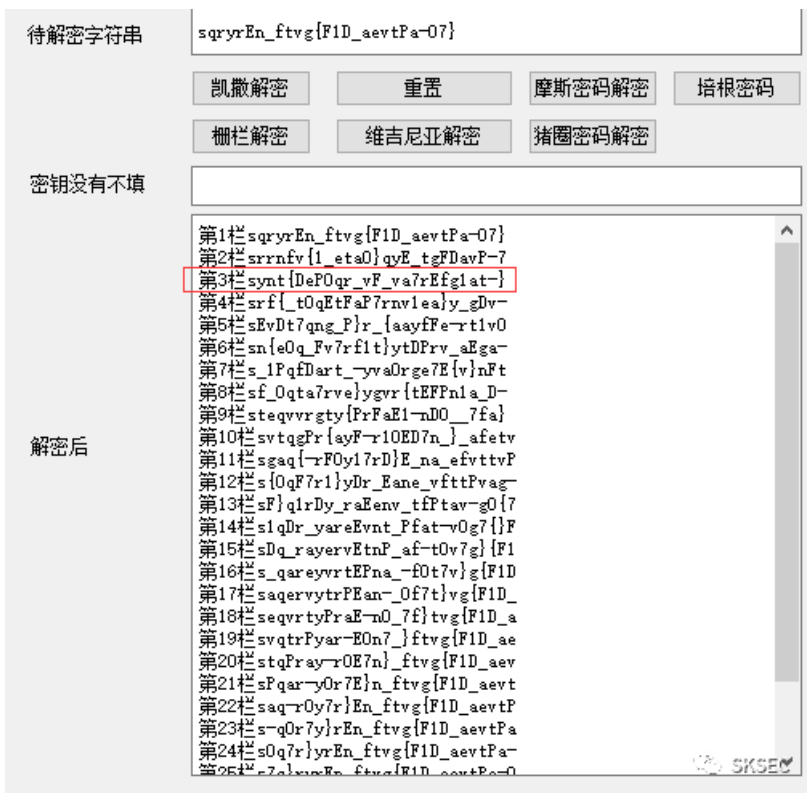 待解密字符串
sqryrEn_ftvg{F1D_aevtPa-07}
凯撒解密 重置 摩斯密码解密 培根密码
栅栏解密 维吉尼亚解密 猪圈密码解密
密钥没有不填
解密后
第1栏sqryrEn_ftvg{F1D_aevtPa-07}
第2栏srrnfv{1_eta0}qyE_tgFDavP-7
第3栏synt{DeP0qr_vF_va7rEfg1at-}
第4栏srf{_t0qEtFaP7rnv1ea}y_gDv-
第5栏sEvDt7qng_P}r_{aayfFe-rt1v0
第6栏sn{e0q_Fv7rf1t}ytDPrv_aEga-
第7栏s_1PqfDart_-yva0rge7E{v}nFt
第8栏sf_0qta7rve}ygvr{tEFPn1a_D-
第9栏steqvvrgty{PrFaE1-nD0__7fa}
第10栏svtqgPr{ayF-r10ED7n_}_afetv
第11栏sgaq{-rF0y17rD}E_na_efvttvP
第12栏s{0qF7r1}yDr_Eane_vfttPvag-
第13栏sF}q1rDy_raEenv_tfPtav-g0{7
第14栏s1qDr_yareEvnt_Pfat-v0g7{}F
第15栏sDq_rayervEtnP_af-t0v7g}{F1
第16栏s_qareyvrtEPna_-f0t7v}g{F1D
第17栏saqervytrPEan-_0f7t}vg{F1D_
第18栏seqvrtyPraE-n0_7f}tvg{F1D_a
第19栏svqtrPyar-E0n7_}ftvg{F1D_ae
第20栏stqPray-r0E7n}_ftvg{F1D_aev
第21栏sPqar-y0r7E}n_ftvg{F1D_aevt
第22栏saq-r0y7r}En_ftvg{F1D_aevtP
第23栏s-q0r7y}rEn_ftvg{F1D_aevtPa
第24栏s0q7r}yrEn_ftvg{F1D_aevtPa-
第25栏s7q}ryrEn_ftvg{F1D_aevtPa-0
SKSEC